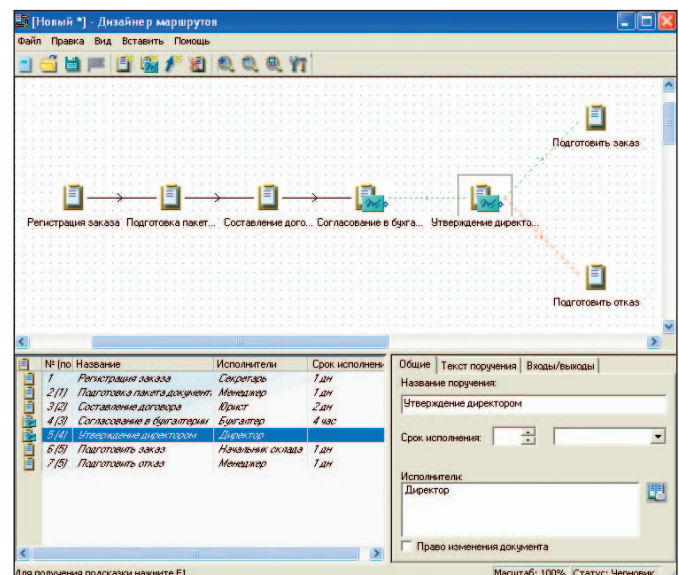 [Новый *] - Дизайнер маршрутов
Файл Правка Вид Вставить Помощь
Подготовить заказ
Регистрация заказа Подготовка пакет... Составление дого... Согласование в бухга... Утверждение директо...
Подготовить отказ
№ (по Название Исполнители Срок исполнени
1 Регистрация заказа Секретарь 1 дн
2 (1) Подготовка пакета документ. Менеджер 1 дн
3 (2) Составление договора Юрист 2 дн
4 (3) Согласование в бухгалтерии Бухгалтер 4 час
5 (4) Утверждение директором Директор
6 (5) Подготовить заказ Начальник склада 1 дн
7 (5) Подготовить отказ Менеджер 1 дн
Общие Текст поручения Входы/выходы
Название поручения:
Утверждение директором
Срок исполнения:
Исполнители:
Директор
Право изменения документа
Для получения подсказки нажмите F1 Масштаб: 100% Статус: Черновик